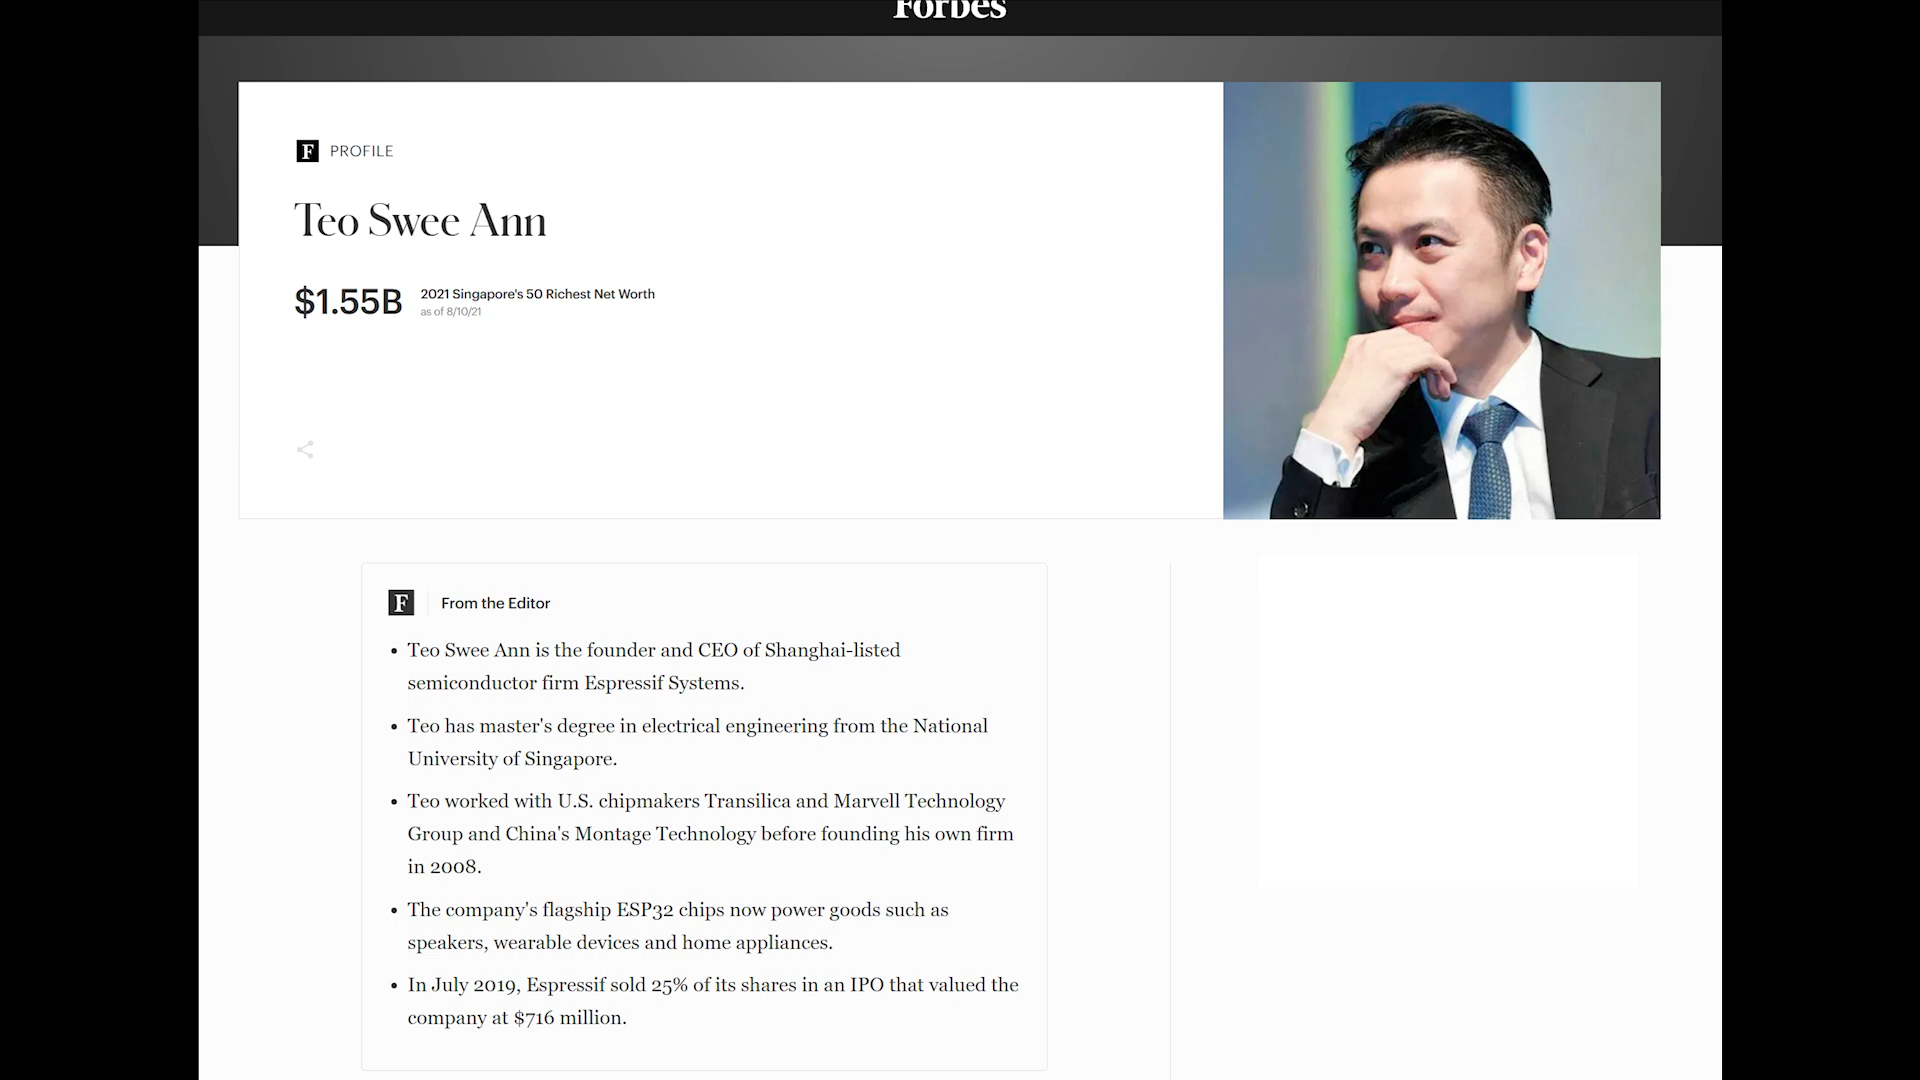 Forbes
F PROFILE
Teo Swee Ann
$1.55B
2021 Singapore's 50 Richest Net Worth
as of 8/10/21
F From the Editor
• Teo Swee Ann is the founder and CEO of Shanghai-listed
semiconductor firm Espressif Systems.
• Teo has master's degree in electrical engineering from the National
University of Singapore.
• Teo worked with U.S. chipmakers Transilica and Marvell Technology
Group and China's Montage Technology before founding his own firm
in 2008.
• The company's flagship ESP32 chips now power goods such as
speakers, wearable devices and home appliances.
• In July 2019, Espressif sold 25% of its shares in an IPO that valued the
company at $716 million.